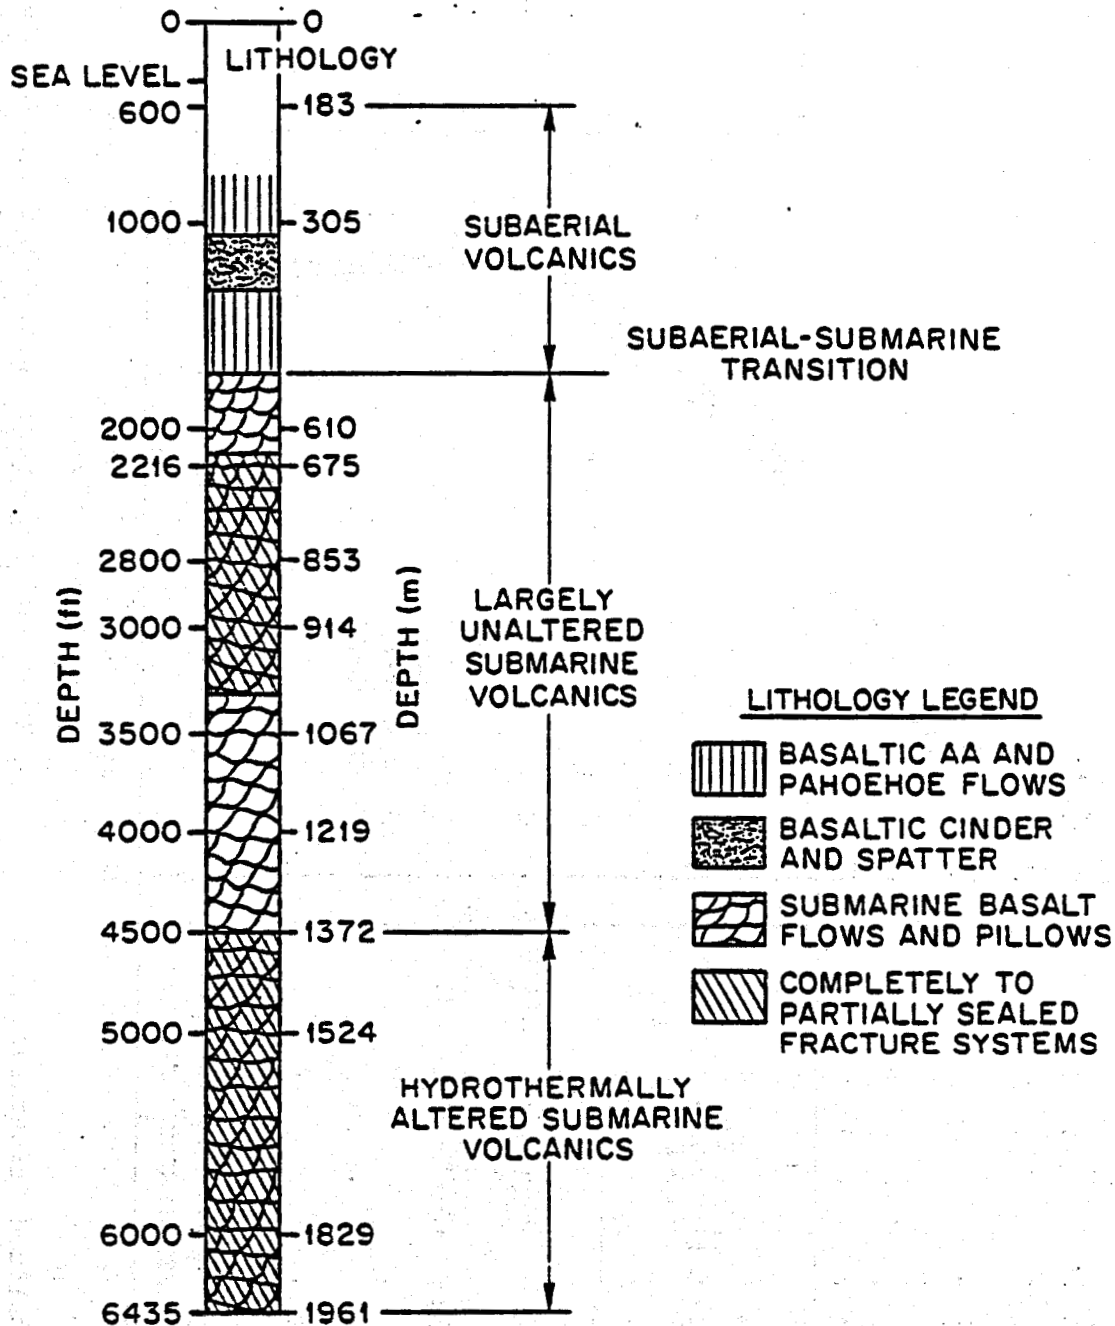 0 0
LITHOLOGY
SEA LEVEL
600 183
1000 305
SUBAERIAL
VOLCANICS
SUBAERIAL-SUBMARINE
TRANSITION
2000 610
2216 675
2800 853
3000 914
DEPTH (ft)
DEPTH (m)
LARGELY
UNALTERED
SUBMARINE
VOLCANICS
3500 1067
4000 1219
4500 1372
5000 1524
HYDROTHERMALLY
ALTERED SUBMARINE
VOLCANICS
6000 1829
6435 1961
LITHOLOGY LEGEND
BASALTIC AA AND
PAHOEHOE FLOWS
BASALTIC CINDER
AND SPATTER
SUBMARINE BASALT
FLOWS AND PILLOWS
COMPLETELY TO
PARTIALLY SEALED
FRACTURE SYSTEMS